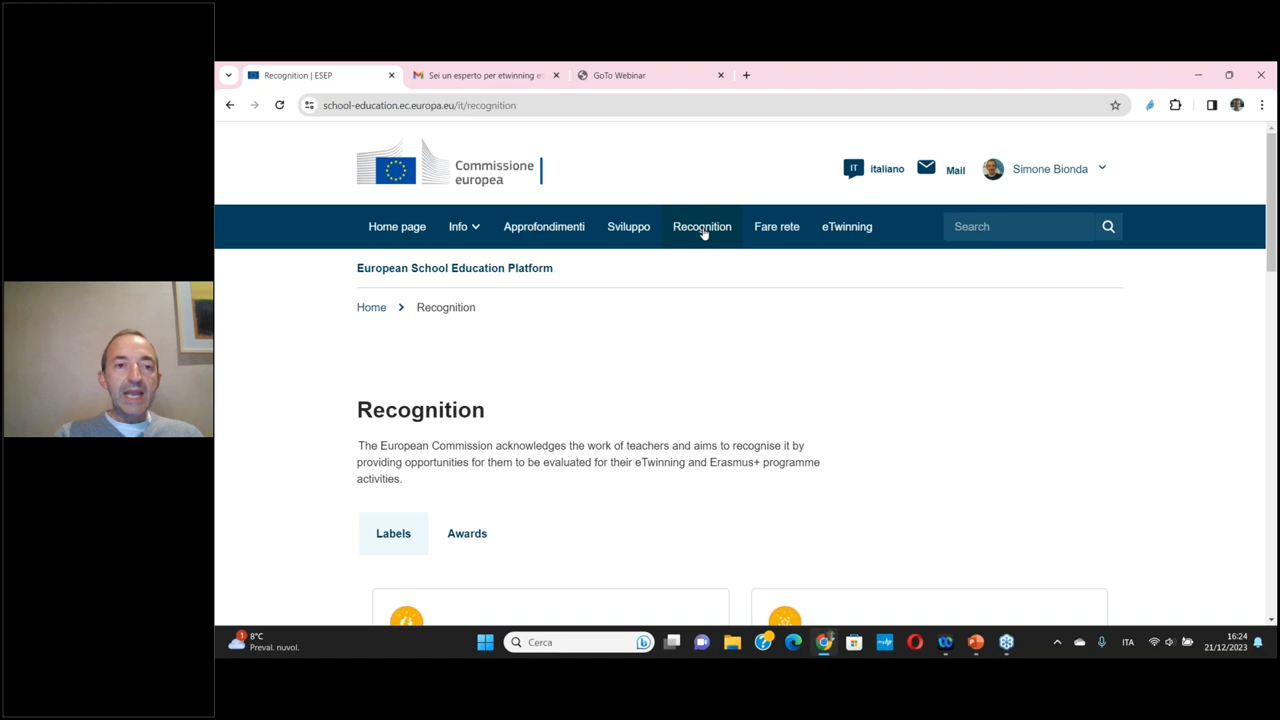 Recognition | ESEP
Sei un esperto per etwinning e
GoTo Webinar
school-education.ec.europa.eu/it/recognition
Commissione
europea
IT
italiano
Mail
Simone Bionda
Home page
Info
Approfondimenti
Sviluppo
Recognition
Fare rete
eTwinning
Search
European School Education Platform
Home
Recognition
Recognition
The European Commission acknowledges the work of teachers and aims to recognise it by
providing opportunities for them to be evaluated for their eTwinning and Erasmus+ programme
activities.
Labels
Awards
1
8°C
Preval. nuvol.
Cerca
ITA
16:24
21/12/2023